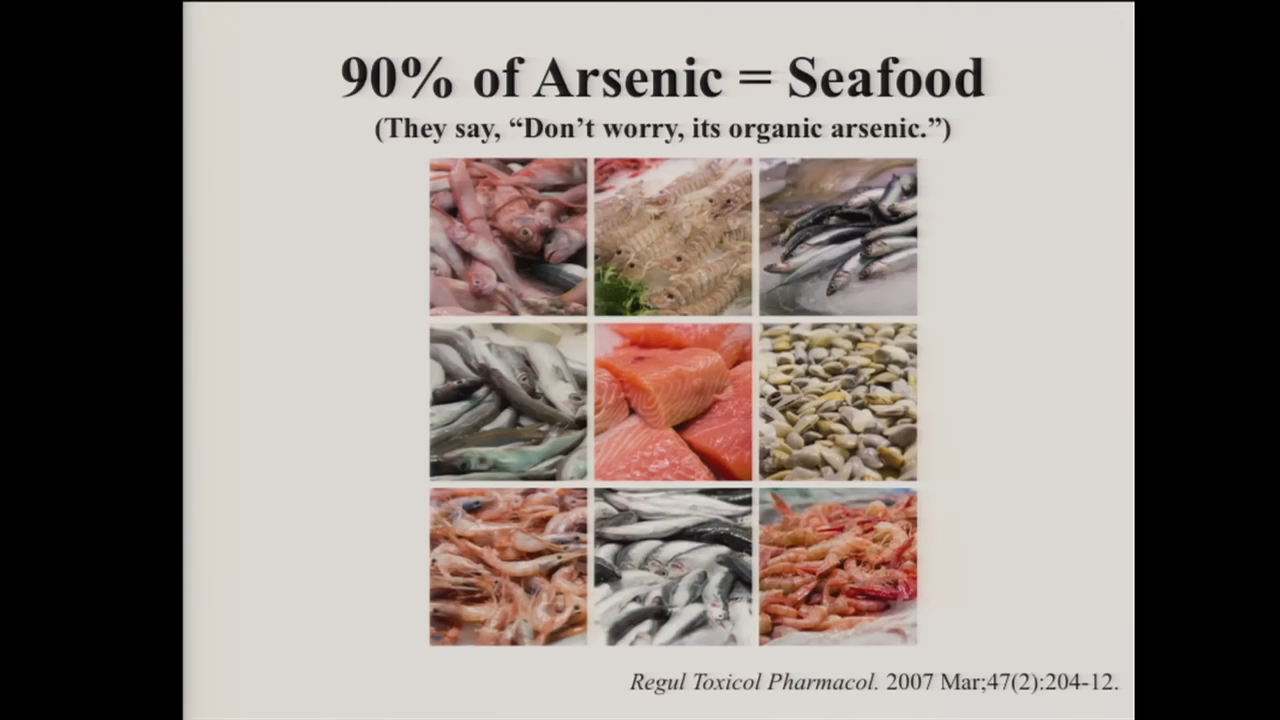 90% of Arsenic = Seafood
(They say, “Don’t worry, its organic arsenic.”)
Regul Toxicol Pharmacol. 2007 Mar;47(2):204-12.